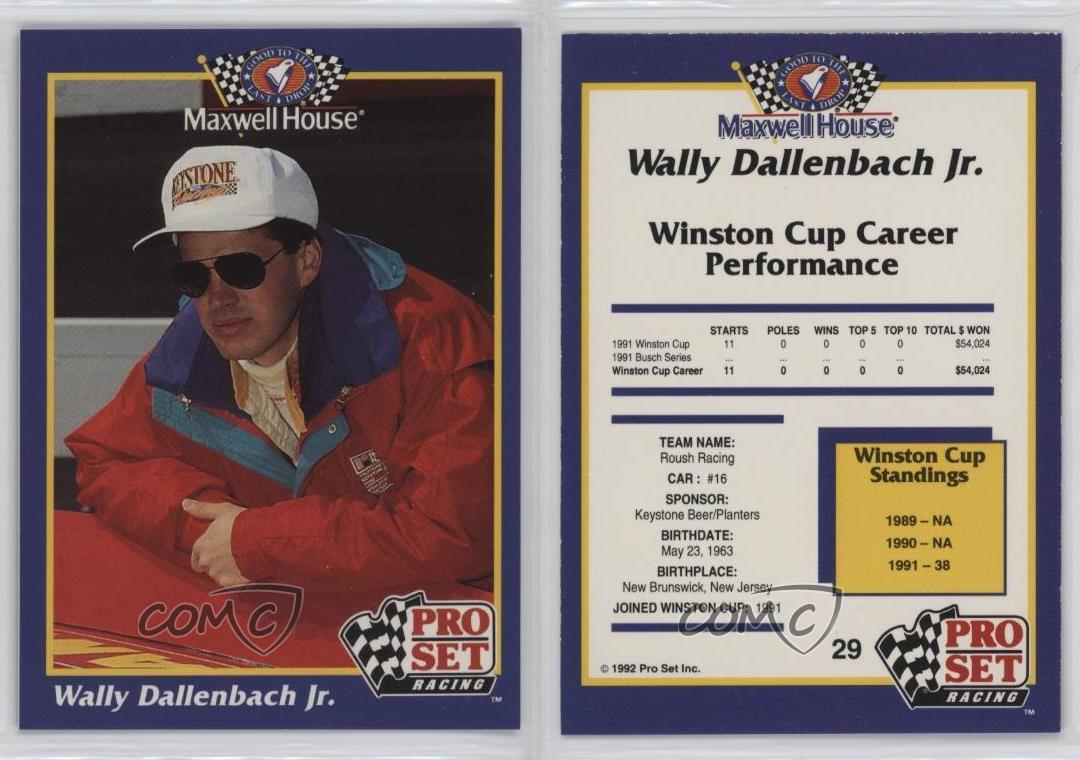 GOOD TO THE
LAST DROP
Maxwell House®
KEYSTONE
COMC
PRO
SET
RACING
TM
Wally Dallenbach Jr.
GOOD TO THE
LAST DROP
Maxwell House®
Wally Dallenbach Jr.
Winston Cup Career
Performance
STARTS POLES WINS TOP 5 TOP 10 TOTAL $ WON
1991 Winston Cup 11 0 0 0 0 $54,024
1991 Busch Series ... ... ... ... ... ...
Winston Cup Career 11 0 0 0 0 $54,024
TEAM NAME:
Roush Racing
CAR : #16
SPONSOR:
Keystone Beer/Planters
BIRTHDATE:
May 23, 1963
BIRTHPLACE:
New Brunswick, New Jersey
JOINED WINSTON CUP: 1991
Winston Cup
Standings
1989 – NA
1990 – NA
1991 – 38
COMC
29
© 1992 Pro Set Inc.
PRO
SET
RACING
TM